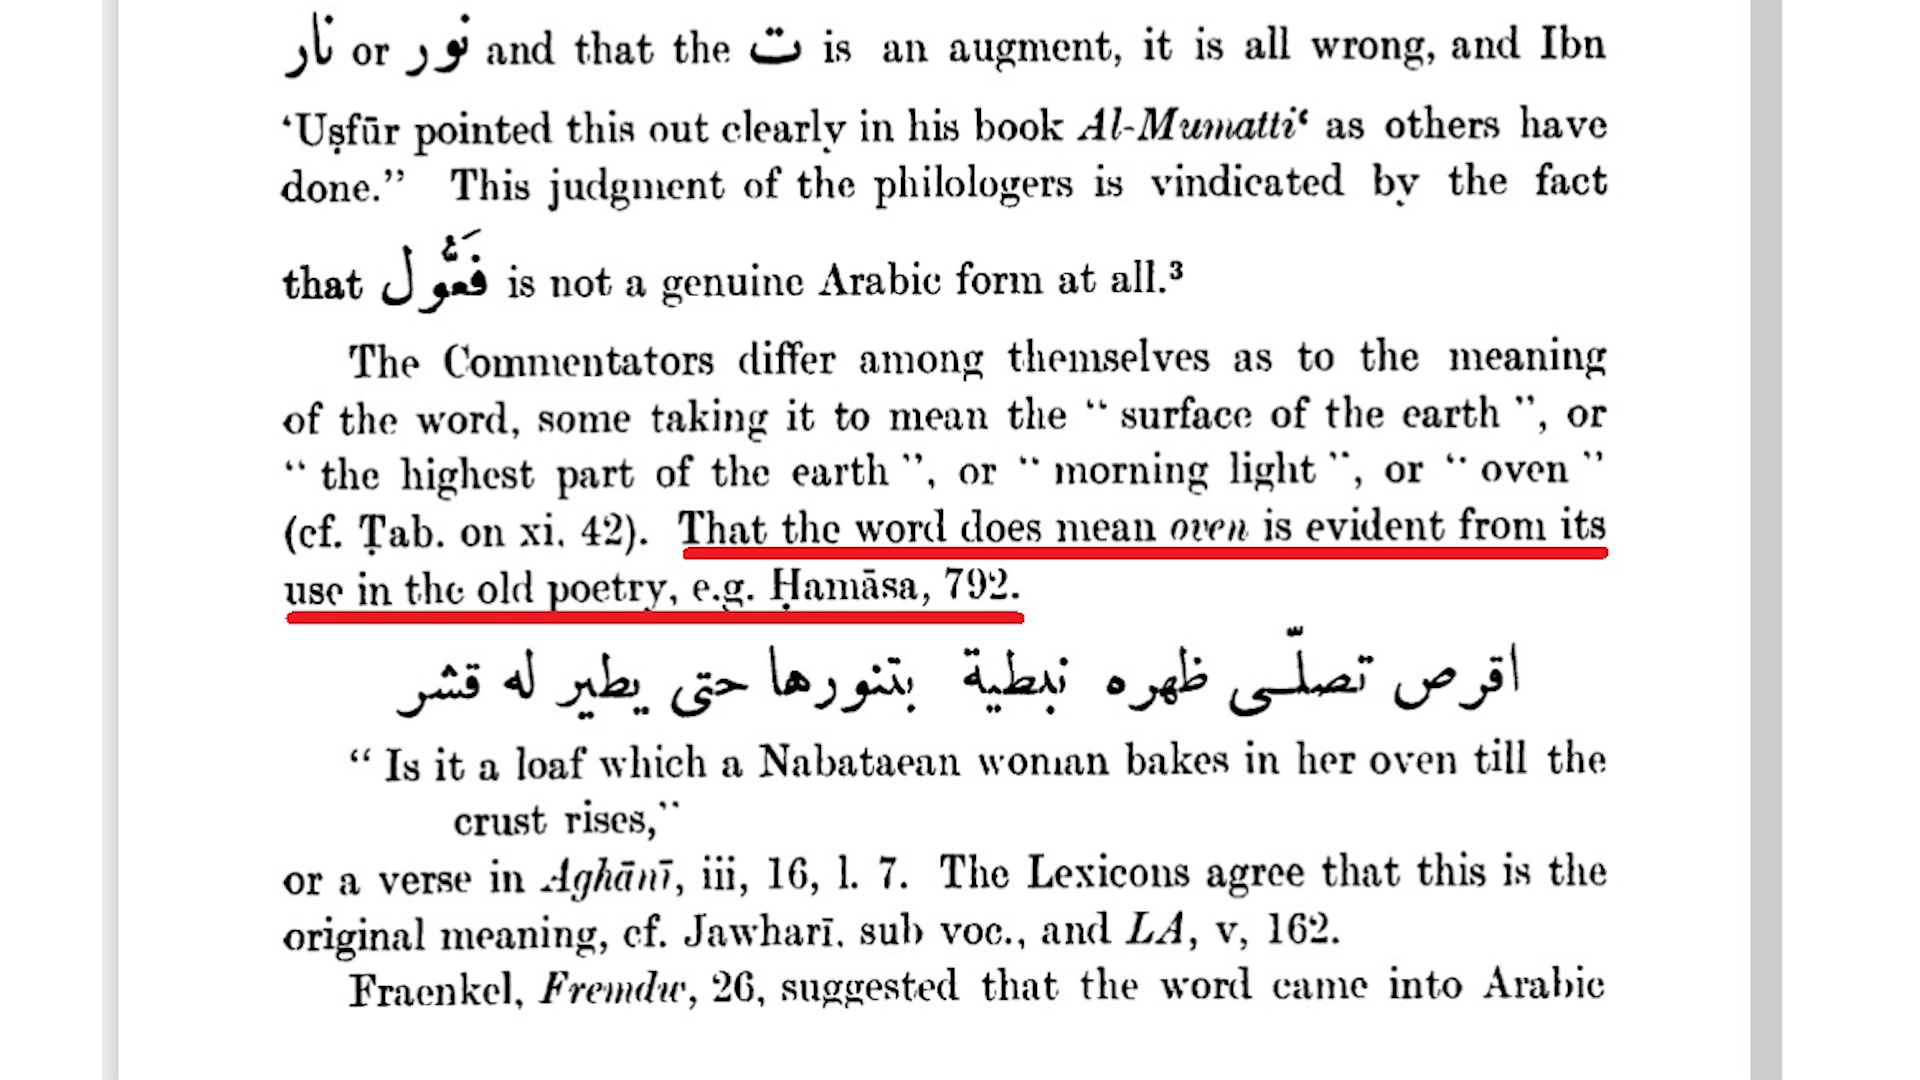 نار or نور and that the ت is an augment, it is all wrong, and Ibn
‘Uṣfūr pointed this out clearly in his book Al-Mumatti‘ as others have
done.” This judgment of the philologers is vindicated by the fact
that فَعُّول is not a genuine Arabic form at all.³
The Commentators differ among themselves as to the meaning
of the word, some taking it to mean the “ surface of the earth ”, or
“ the highest part of the earth ”, or “ morning light ”, or “ oven ”
(cf. Ṭab. on xi. 42). That the word does mean oven is evident from its
use in the old poetry, e.g. Ḥamāsa, 792.
اقرص تصلّى ظهره نبطية بتنورها حتى يطير له قشر
“ Is it a loaf which a Nabataean woman bakes in her oven till the
crust rises,”
or a verse in Aghānī, iii, 16, l. 7. The Lexicons agree that this is the
original meaning, cf. Jawharī. sub voc., and LA, v, 162.
Fraenkel, Fremdw, 26, suggested that the word came into Arabic